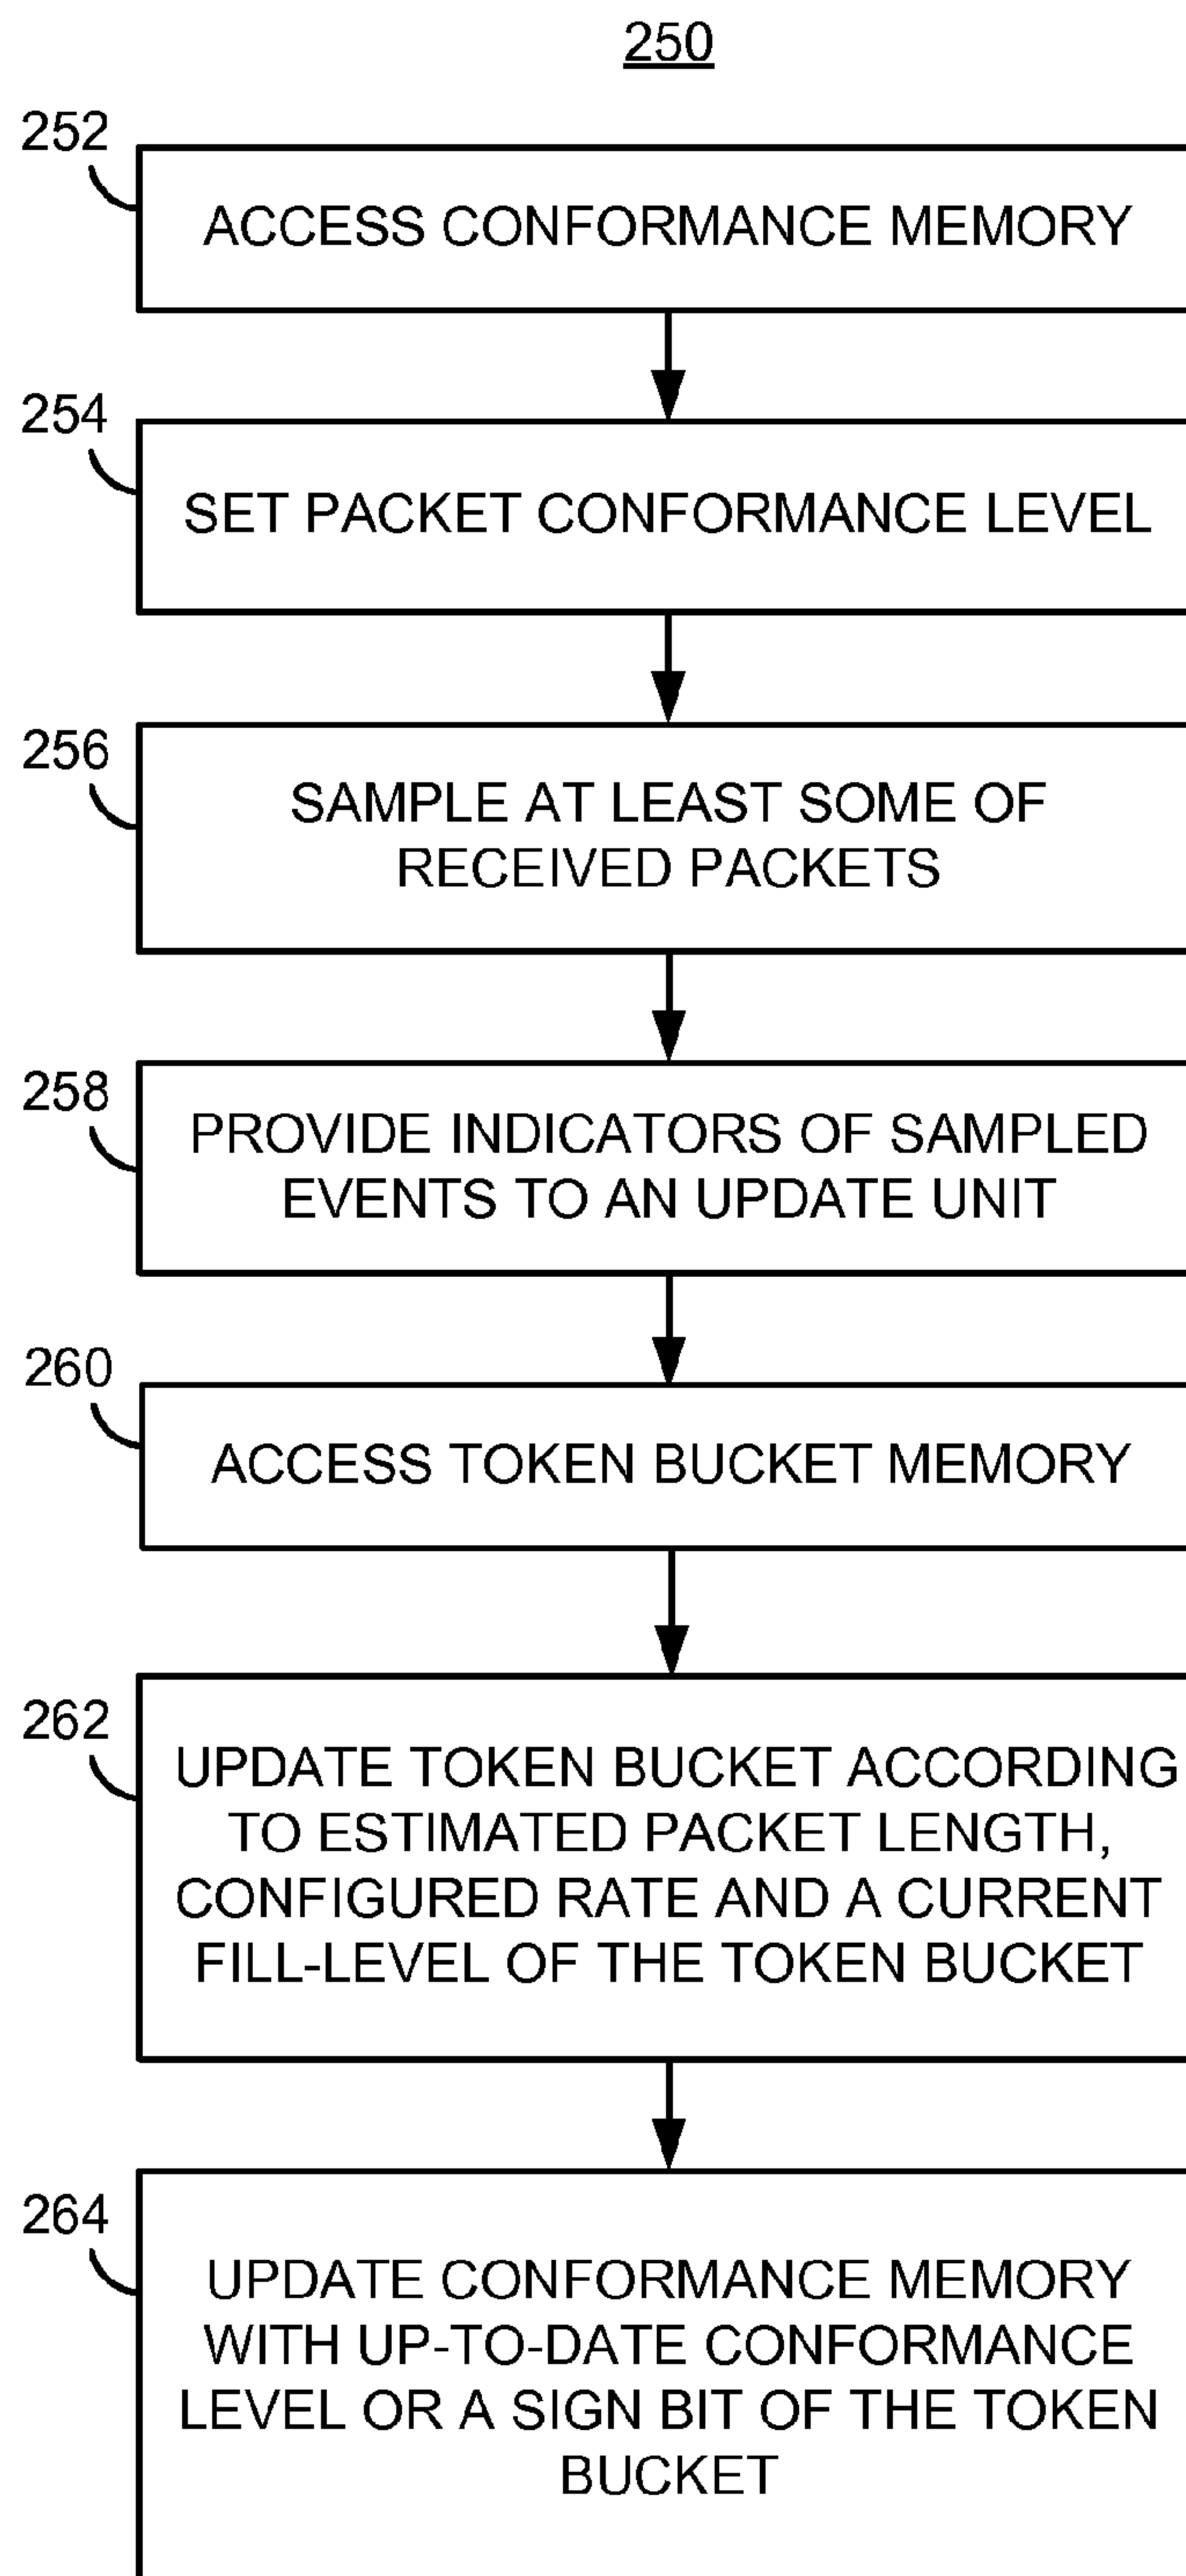 250
252
ACCESS CONFORMANCE MEMORY
254
SET PACKET CONFORMANCE LEVEL
256
SAMPLE AT LEAST SOME OF
RECEIVED PACKETS
258
PROVIDE INDICATORS OF SAMPLED
EVENTS TO AN UPDATE UNIT
260
ACCESS TOKEN BUCKET MEMORY
262
UPDATE TOKEN BUCKET ACCORDING
TO ESTIMATED PACKET LENGTH,
CONFIGURED RATE AND A CURRENT
FILL-LEVEL OF THE TOKEN BUCKET
264
UPDATE CONFORMANCE MEMORY
WITH UP-TO-DATE CONFORMANCE
LEVEL OR A SIGN BIT OF THE TOKEN
BUCKET